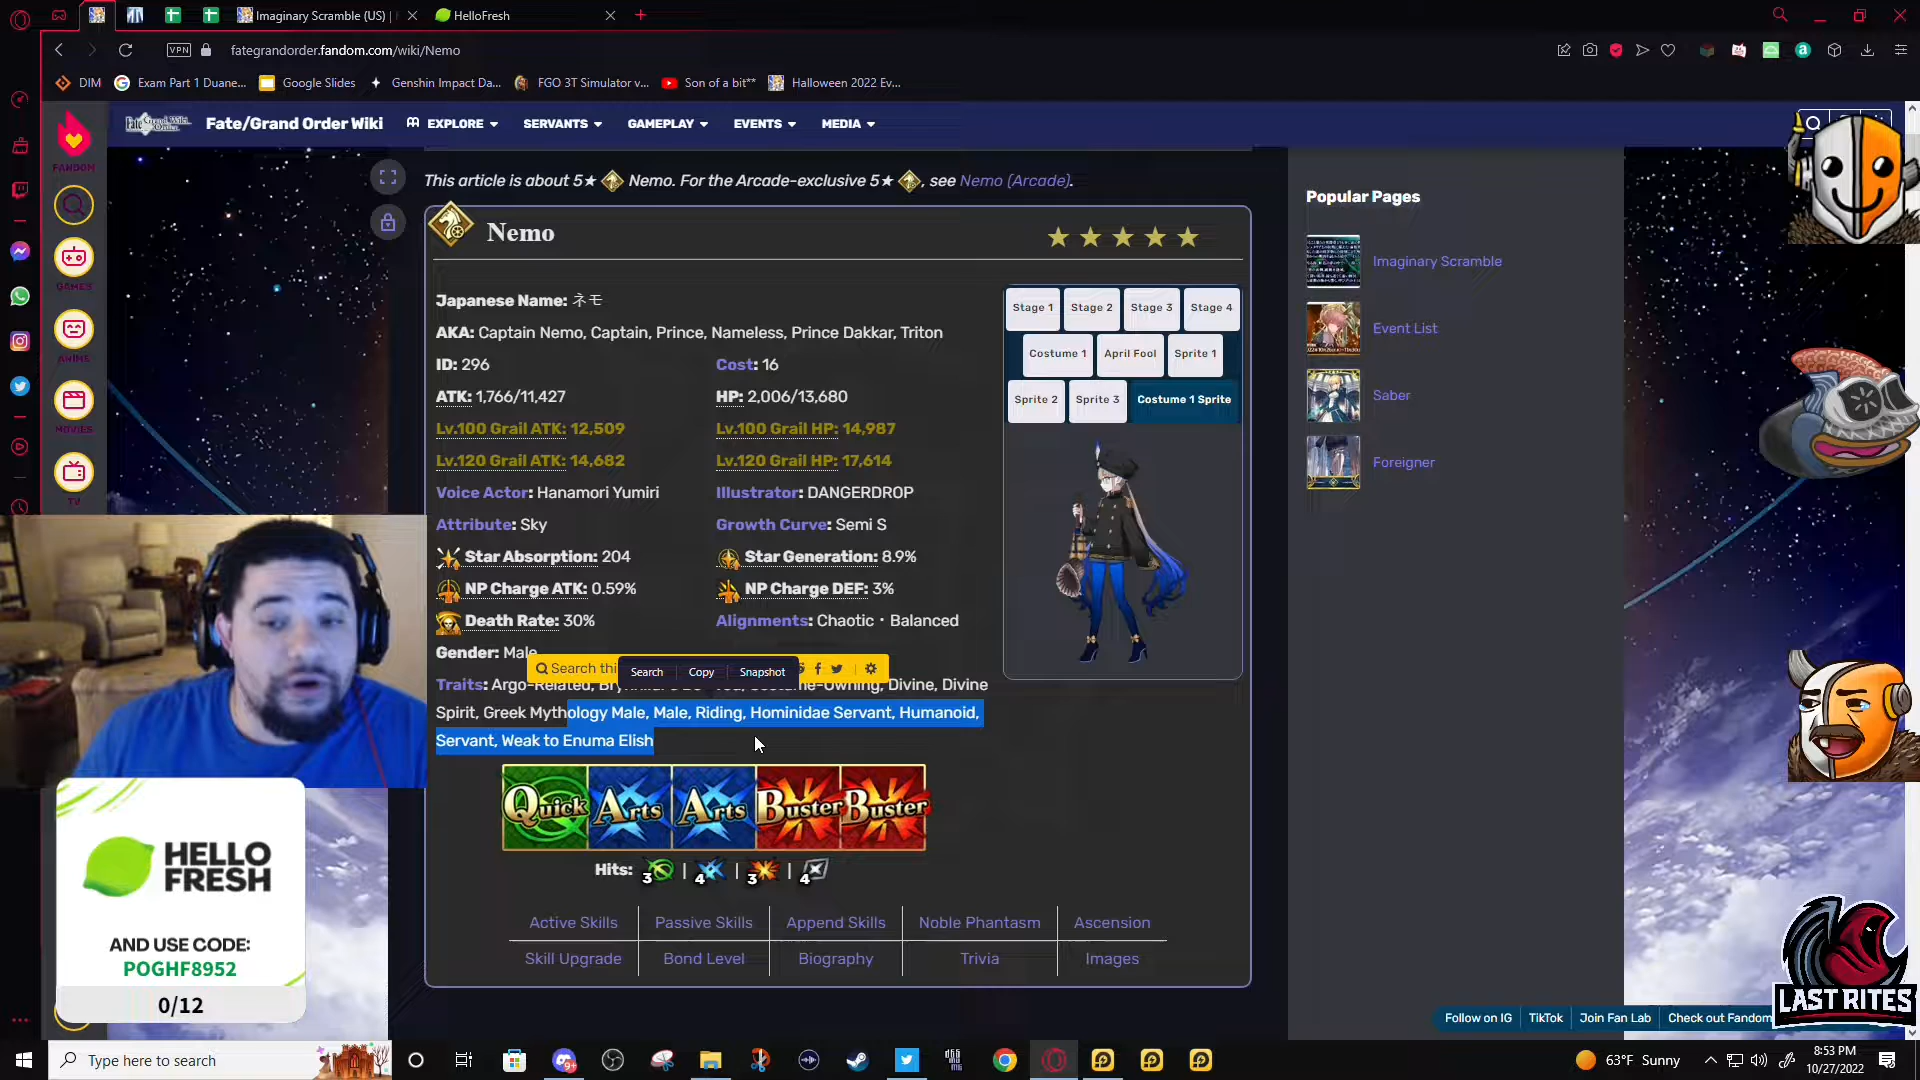 Imaginary Scramble (US) |
HelloFresh
VPN
fategrandorder.fandom.com/wiki/Nemo
DIM
Exam Part 1 Duane...
Google Slides
Genshin Impact Da...
FGO 3T Simulator v...
Son of a bit**
Halloween 2022 Ev...
FANDOM
GAMES
ANIME
MOVIES
TV
Fate/Grand Order Wiki
EXPLORE
SERVANTS
GAMEPLAY
EVENTS
MEDIA
This article is about 5★ Nemo. For the Arcade-exclusive 5★ , see Nemo (Arcade).
Nemo
Japanese Name: ネモ
AKA: Captain Nemo, Captain, Prince, Nameless, Prince Dakkar, Triton
ID: 296
Cost: 16
ATK: 1,766/11,427
HP: 2,006/13,680
Lv.100 Grail ATK: 12,509
Lv.100 Grail HP: 14,987
Lv.120 Grail ATK: 14,682
Lv.120 Grail HP: 17,614
Voice Actor: Hanamori Yumiri
Illustrator: DANGERDROP
Attribute: Sky
Growth Curve: Semi S
Star Absorption: 204
Star Generation: 8.9%
NP Charge ATK: 0.59%
NP Charge DEF: 3%
Death Rate: 30%
Alignments: Chaotic・Balanced
Gender: Male
Search thi
Search
Copy
Snapshot
Traits: Argo-Related, Divine, Divine
Spirit, Greek Mythology Male, Male, Riding, Hominidae Servant, Humanoid,
Servant, Weak to Enuma Elish
Quick Arts Arts Buster Buster
Hits: 3 | 4 | 3 | 4
Active Skills
Passive Skills
Append Skills
Noble Phantasm
Ascension
Skill Upgrade
Bond Level
Biography
Trivia
Images
Stage 1
Stage 2
Stage 3
Stage 4
Costume 1
April Fool
Sprite 1
Sprite 2
Sprite 3
Costume 1 Sprite
Popular Pages
Imaginary Scramble
Event List
Saber
Foreigner
HELLO
FRESH
AND USE CODE:
POGHF8952
0/12
LAST RITES
Follow on IG
TikTok
Join Fan Lab
Check out Fandom
Type here to search
9+
63°F Sunny
8:53 PM
10/27/2022